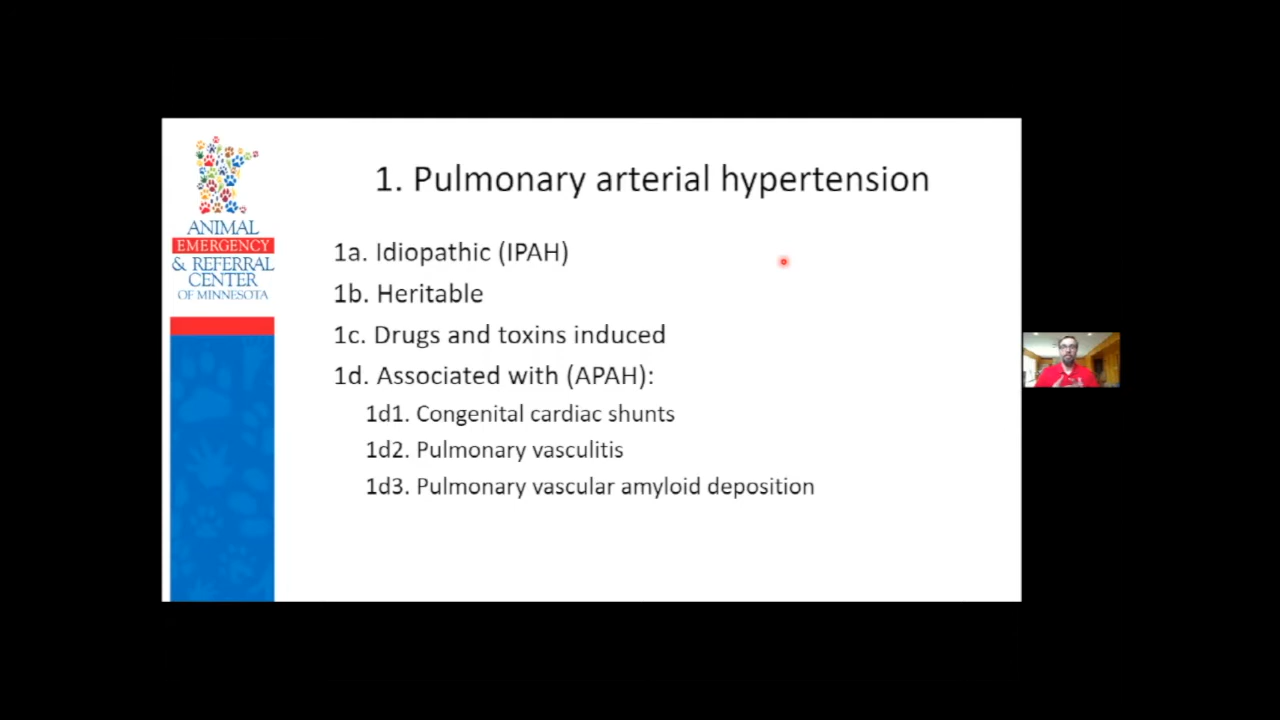 1. Pulmonary arterial hypertension
ANIMAL
EMERGENCY
& REFERRAL
CENTER
OF MINNESOTA
1a. Idiopathic (IPAH)
1b. Heritable
1c. Drugs and toxins induced
1d. Associated with (APAH):
1d1. Congenital cardiac shunts
1d2. Pulmonary vasculitis
1d3. Pulmonary vascular amyloid deposition